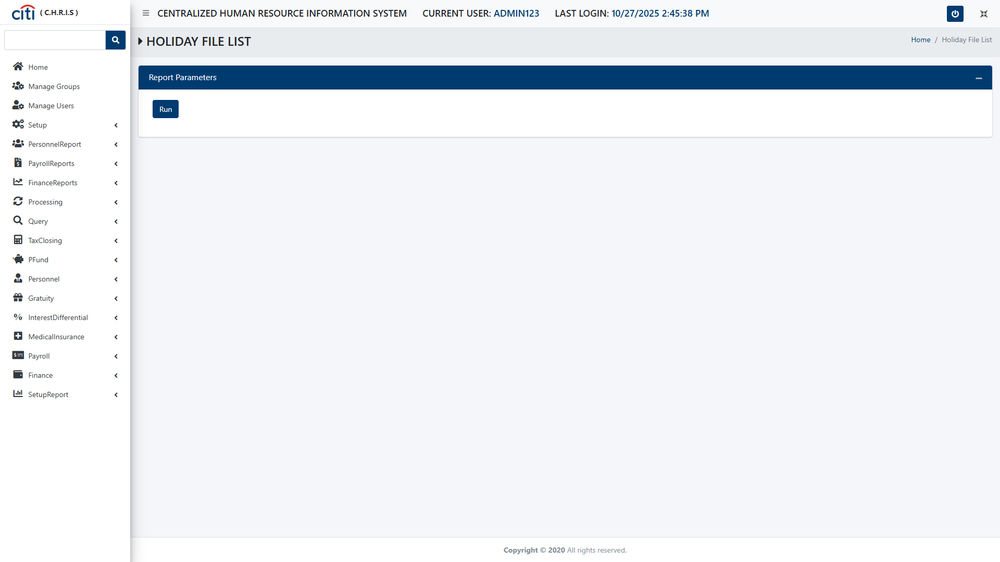 citi ( C.H.R.I.S )
CENTRALIZED HUMAN RESOURCE INFORMATION SYSTEM CURRENT USER: ADMIN123 LAST LOGIN: 10/27/2025 2:45:38 PM
HOLIDAY FILE LIST
Home / Holiday File List
Report Parameters
Run
Home
Manage Groups
Manage Users
Setup
PersonnelReport
PayrollReports
FinanceReports
Processing
Query
TaxClosing
PFund
Personnel
Gratuity
InterestDifferential
MedicalInsurance
Payroll
Finance
SetupReport
Copyright © 2020 All rights reserved.